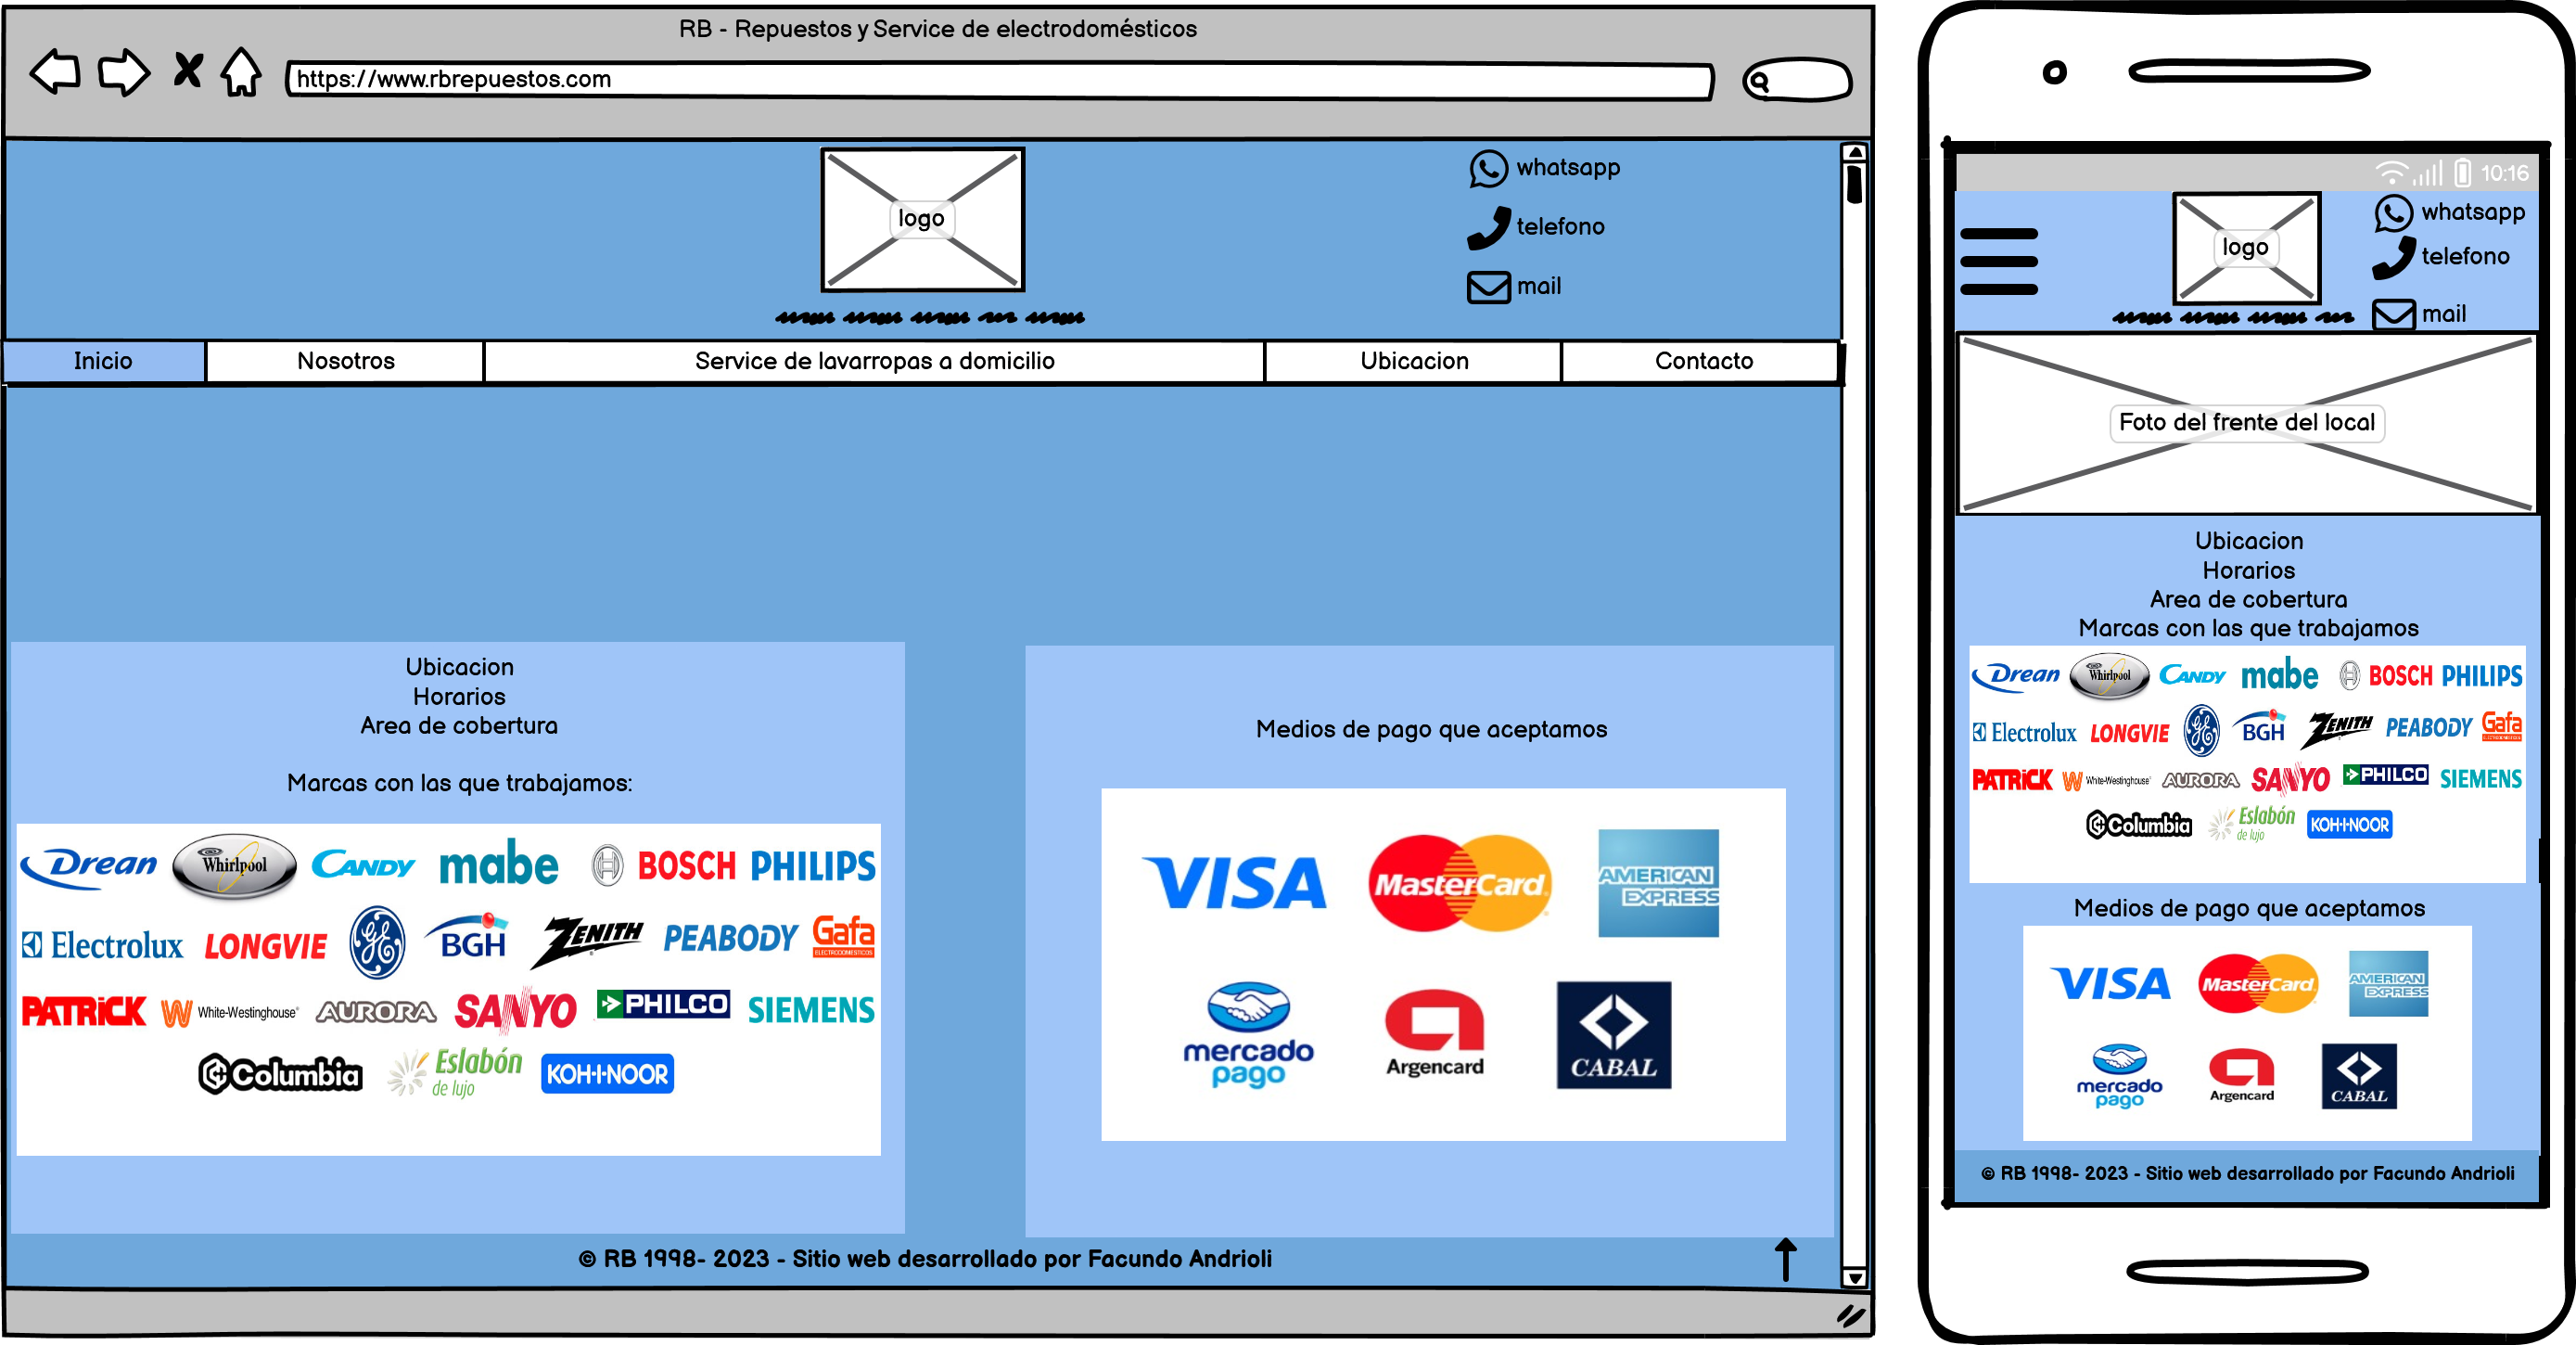 RB - Repuestos y Service de electrodomésticos
https://www.rbrepuestos.com
logo
whatsapp
telefono
mail
Inicio Nosotros Service de lavarropas a domicilio Ubicacion Contacto
Ubicacion
Horarios
Area de cobertura
Marcas con las que trabajamos:
Drean Whirlpool CANDY mabe BOSCH PHILIPS
Electrolux LONGVIE GE BGH ZENITH PEABODY Gafa
ELECTRODOMESTICOS
PATRiCK W White-Westinghouse AURORA SANYO PHILCO SIEMENS
Columbia Eslabón de lujo KOH-I-NOOR
Medios de pago que aceptamos
VISA MasterCard AMERICAN EXPRESS
mercado pago Argencard CABAL
© RB 1998- 2023 - Sitio web desarrollado por Facundo Andrioli
10:16
logo
whatsapp
telefono
mail
Foto del frente del local
Ubicacion
Horarios
Area de cobertura
Marcas con las que trabajamos
Drean Whirlpool CANDY mabe BOSCH PHILIPS
Electrolux LONGVIE GE BGH ZENITH PEABODY Gafa
PATRiCK W White-Westinghouse AURORA SANYO PHILCO SIEMENS
Columbia Eslabón de lujo KOH-I-NOOR
Medios de pago que aceptamos
VISA MasterCard AMERICAN EXPRESS
mercado pago Argencard CABAL
© RB 1998- 2023 - Sitio web desarrollado por Facundo Andrioli